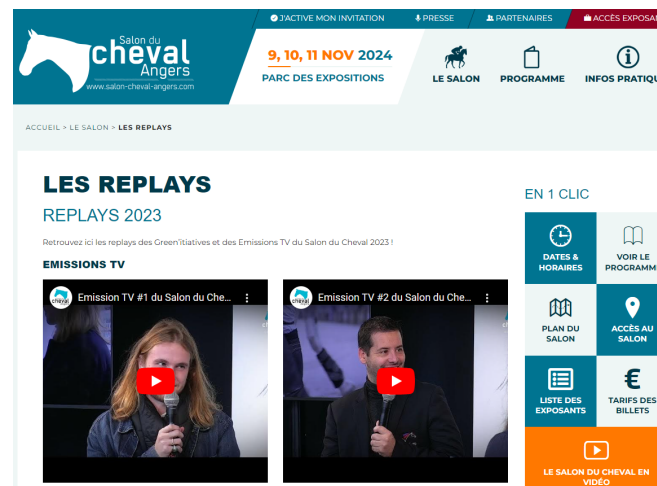 J'ACTIVE MON INVITATION
PRESSE
PARTENAIRES
ACCÈS EXPOSAN
Salon du
cheval
Angers
www.salon-cheval-angers.com
9, 10, 11 NOV 2024
PARC DES EXPOSITIONS
LE SALON
PROGRAMME
INFOS PRATIQU
ACCUEIL > LE SALON > LES REPLAYS
LES REPLAYS
REPLAYS 2023
Retrouvez ici les replays des Green'itiatives et des Emissions TV du Salon du Cheval 2023 !
EMISSIONS TV
cheval
Emission TV #1 du Salon du Che...
cheval
Emission TV #2 du Salon du Che...
EN 1 CLIC
DATES &
HORAIRES
VOIR LE
PROGRAMM
PLAN DU
SALON
ACCÈS AU
SALON
LISTE DES
EXPOSANTS
€
TARIFS DES
BILLETS
LE SALON DU CHEVAL EN
VIDÉO